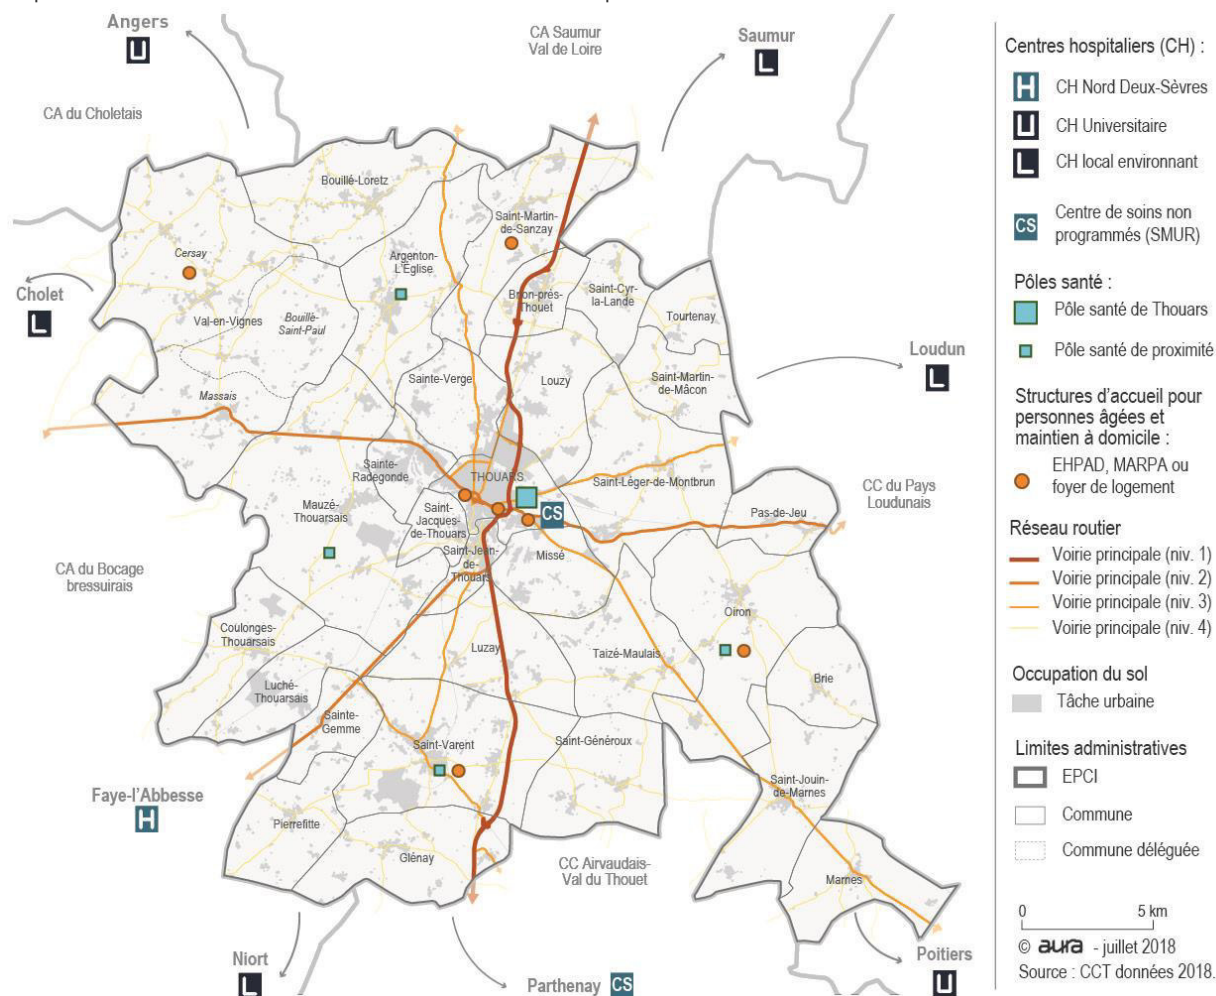 Angers
U
CA Saumur
Val de Loire
Saumur
L
CA du Choletais
Bouillé-Loretz
Saint-Martin-
de-Sanzay
Cersay
Argenton-
L'Église
Cholet
L
Brion-près-
Thouet
Saint-Cyr-
la-Lande
Val-en-Vignes
Bouillé-
Saint-Paul
Tourtenay
Loudun
L
Sainte-Verge
Louzy
Saint-Martin-
de-Mâcon
Massais
Sainte-
Radegonde
THOUARS
Saint-Léger-de-Montbrun
CC du Pays
Loudunais
Mauzé-
Thouarsais
Saint-
Jacques-
de-Thouars
CS
Pas-de-Jeu
Saint-Jean-
de-
Thouars
Missé
CA du Bocage
bressuirais
Oiron
Coulonges-
Thouarsais
Luzay
Taizé-Maulais
Brie
Luché-
Thouarsais
Sainte-
Gemme
Saint-Varent
Saint-Généroux
Saint-Jouin-
de-Marnes
Faye-l'Abbesse
H
Pierrefitte
Glénay
CC Airvaudais-
Val du Thouet
Marnes
Niort
L
Parthenay CS
Poitiers
U
Centres hospitaliers (CH) :
H CH Nord Deux-Sèvres
U CH Universitaire
L CH local environnant
CS Centre de soins non
programmés (SMUR)
Pôles santé :
Pôle santé de Thouars
Pôle santé de proximité
Structures d'accueil pour
personnes âgées et
maintien à domicile :
EHPAD, MARPA ou
foyer de logement
Réseau routier
Voirie principale (niv. 1)
Voirie principale (niv. 2)
Voirie principale (niv. 3)
Voirie principale (niv. 4)
Occupation du sol
Tâche urbaine
Limites administratives
EPCI
Commune
Commune déléguée
0 5 km
© aura - juillet 2018
Source : CCT données 2018.